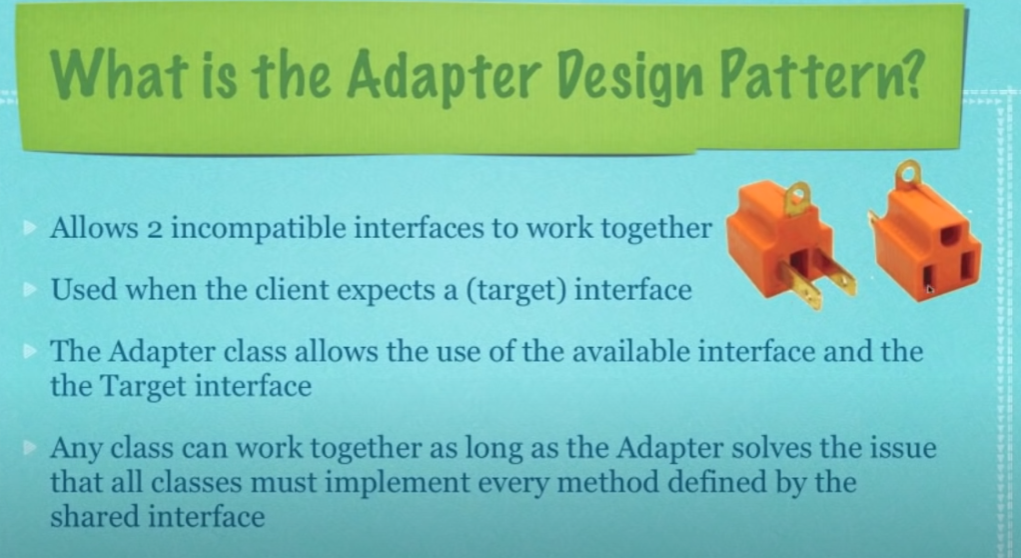 What is the Adapter Design Pattern?
Allows 2 incompatible interfaces to work together
Used when the client expects a (target) interface
The Adapter class allows the use of the available interface and the
the Target interface
Any class can work together as long as the Adapter solves the issue
that all classes must implement every method defined by the
shared interface